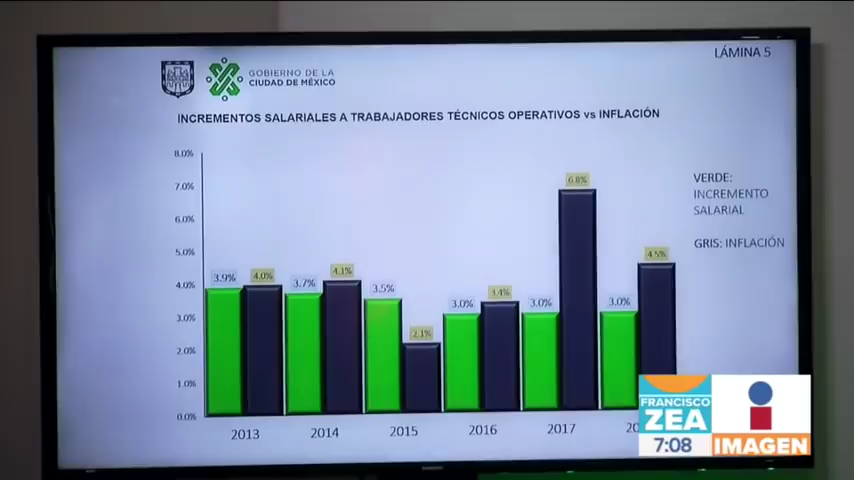 LÁMINA 5
GOBIERNO DE LA
CIUDAD DE MÉXICO
INCREMENTOS SALARIALES A TRABAJADORES TÉCNICOS OPERATIVOS vs INFLACIÓN
8.0%
7.0%
6.0%
5.0%
4.0%
3.0%
2.0%
1.0%
0.0%
3.9%
4.0%
3.7%
4.1%
3.5%
2.1%
3.0%
3.4%
3.0%
6.8%
3.0%
4.5%
VERDE:
INCREMENTO
SALARIAL
GRIS: INFLACIÓN
2013
2014
2015
2016
2017
20
FRANCISCO
ZEA
7:08
IMAGEN